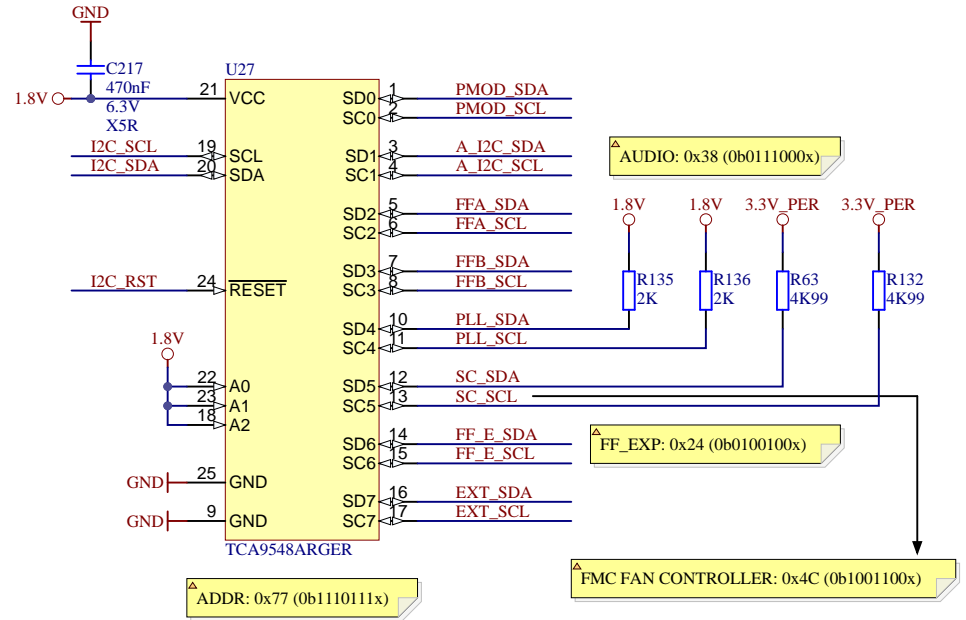 GND
C217
470nF
6.3V
X5R
1.8V
U27
21 VCC
I2C_SCL 19 SCL
I2C_SDA 20 SDA
I2C_RST 24 RESET
1.8V
22 A0
23 A1
18 A2
GND 25 GND
GND 9 GND
SD0 1 PMOD_SDA
SC0 2 PMOD_SCL
SD1 3 A_I2C_SDA
SC1 4 A_I2C_SCL
SD2 5 FFA_SDA
SC2 6 FFA_SCL
SD3 7 FFB_SDA
SC3 8 FFB_SCL
SD4 10 PLL_SDA
SC4 11 PLL_SCL
SD5 12 SC_SDA
SC5 13 SC_SCL
SD6 14 FF_E_SDA
SC6 15 FF_E_SCL
SD7 16 EXT_SDA
SC7 17 EXT_SCL
TCA9548ARGER
AUDIO: 0x38 (0b0111000x)
1.8V 1.8V 3.3V_PER 3.3V_PER
R135 R136 R63 R132
2K 2K 4K99 4K99
FF_EXP: 0x24 (0b0100100x)
FMC FAN CONTROLLER: 0x4C (0b1001100x)
ADDR: 0x77 (0b1110111x)